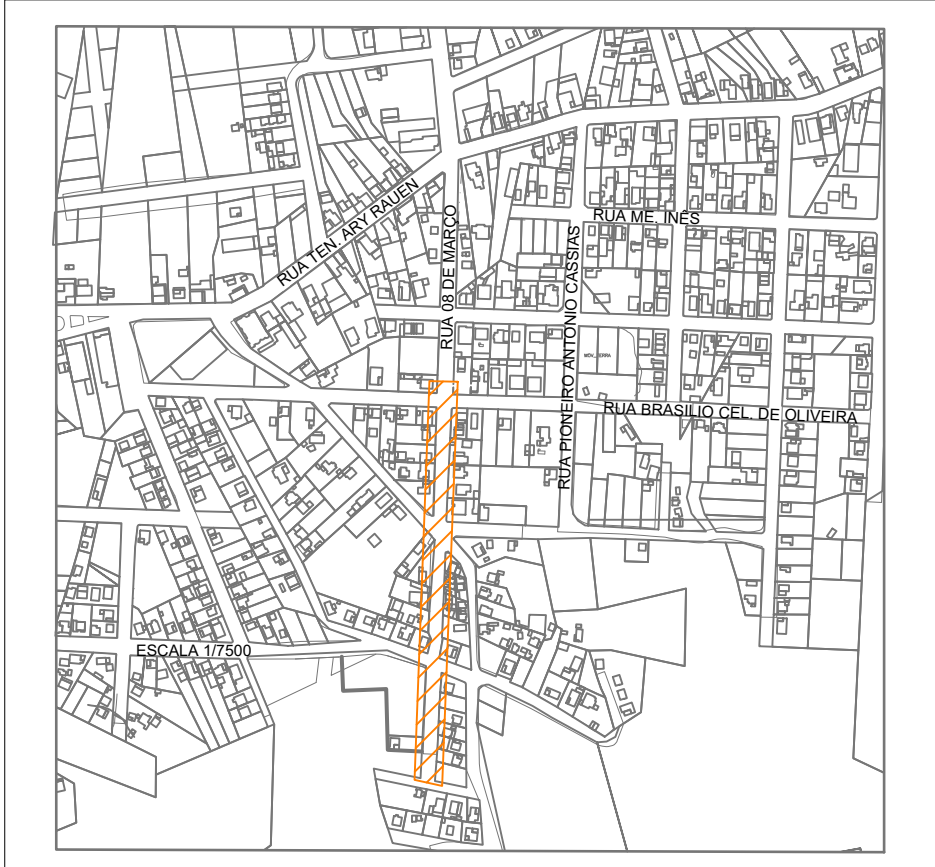 RUA TEN. ARY RAUEN
RUA 08 DE MARÇO
RUA ME. INÊS
RUA PIONEIRO ANTONIO CASSIAS
RUA BRASILIO CEL. DE OLIVEIRA
ESCALA 1/7500